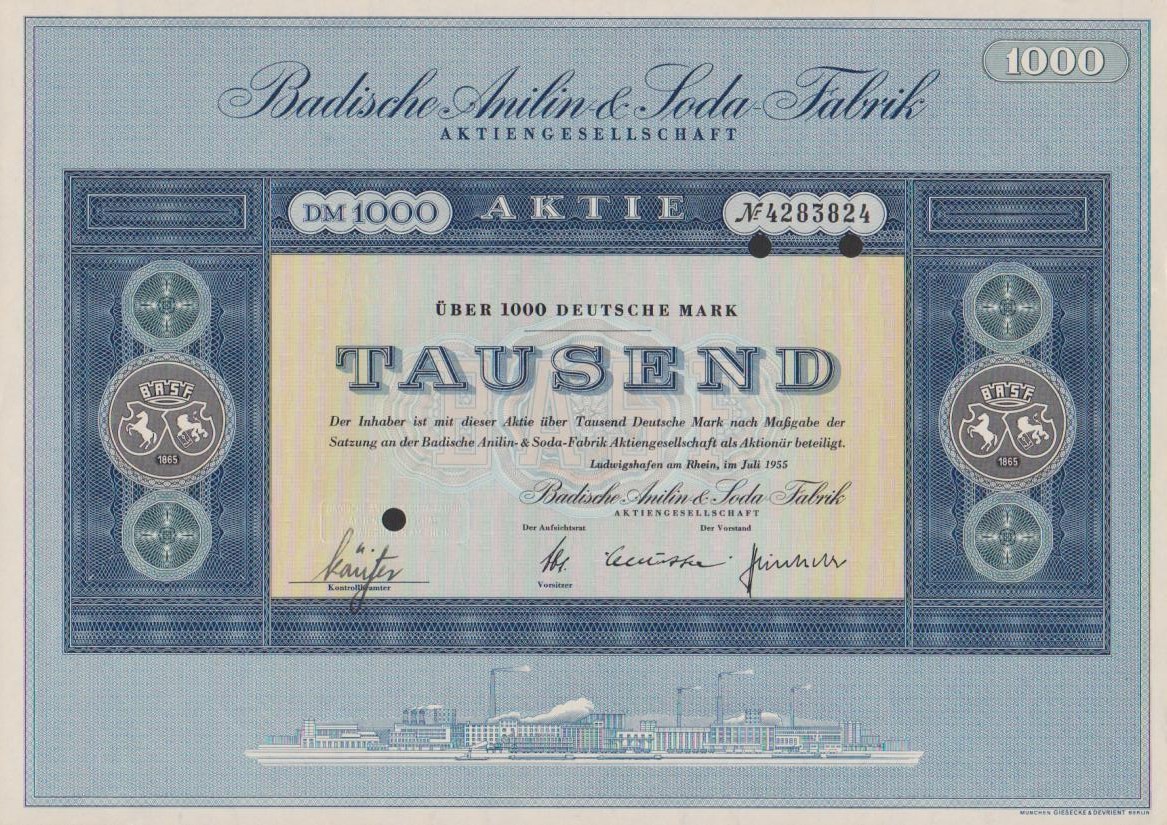 1000
Badische Anilin- & Soda-Fabrik
AKTIENGESELLSCHAFT
DM 1000 AKTIE № 4283824
ÜBER 1000 DEUTSCHE MARK
TAUSEND
Der Inhaber ist mit dieser Aktie über Tausend Deutsche Mark nach Maßgabe der
Satzung an der Badische Anilin- & Soda-Fabrik Aktiengesellschaft als Aktionär beteiligt.
Ludwigshafen am Rhein, im Juli 1955
Badische Anilin- & Soda-Fabrik
AKTIENGESELLSCHAFT
Der Aufsichtsrat Der Vorstand
Kontrollbeamter Vorsitzer
BASF
1865
BASF
1865
BASF
MÜNCHEN GIESECKE & DEVRIENT BERLIN